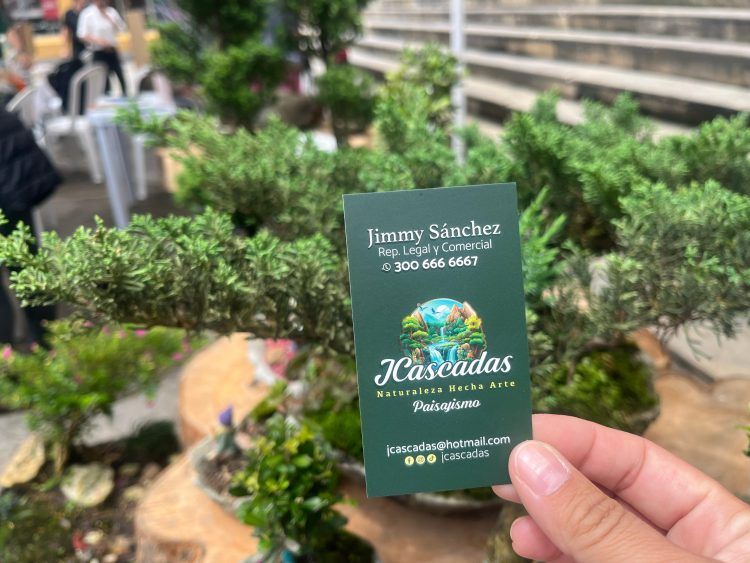 Jimmy Sánchez
Rep. Legal y Comercial
300 666 6667
JCascadas
Naturaleza Hecha Arte
Paisajismo
jcascadas@hotmail.com
jcascadas